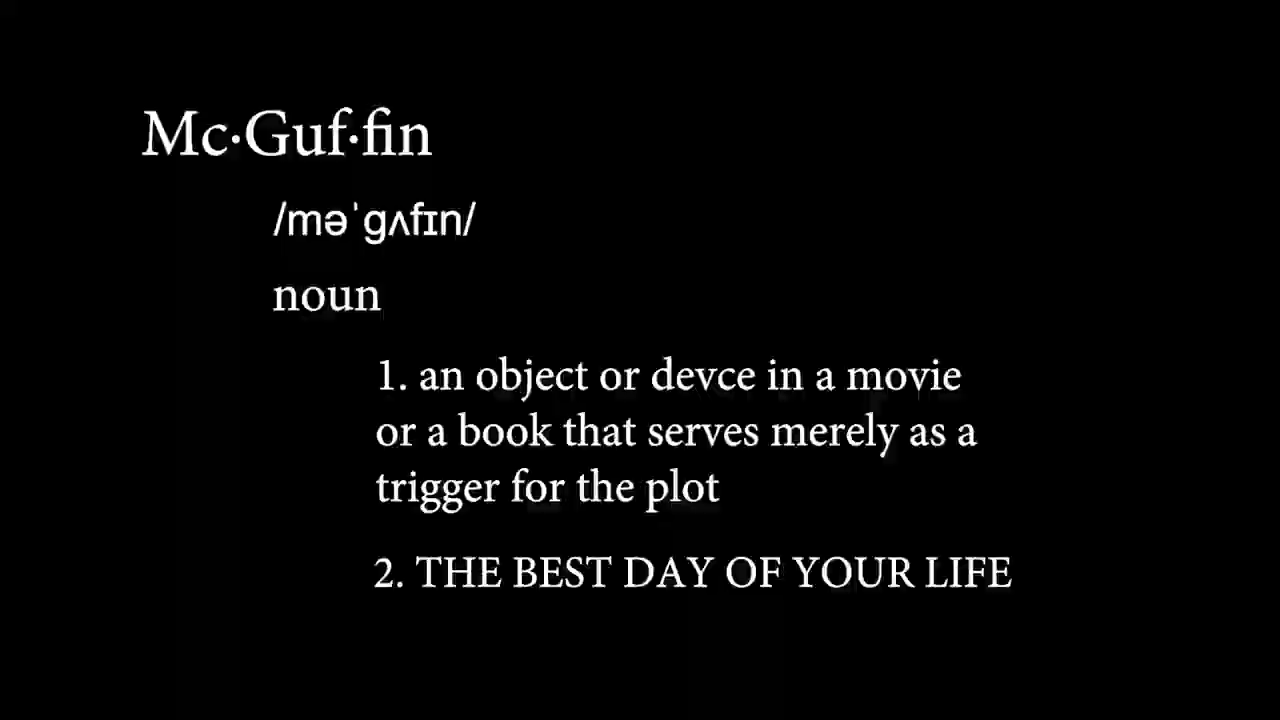 Mc·Guf·fin
/məˈgʌfɪn/
noun
1. an object or devce in a movie
or a book that serves merely as a
trigger for the plot
2. THE BEST DAY OF YOUR LIFE